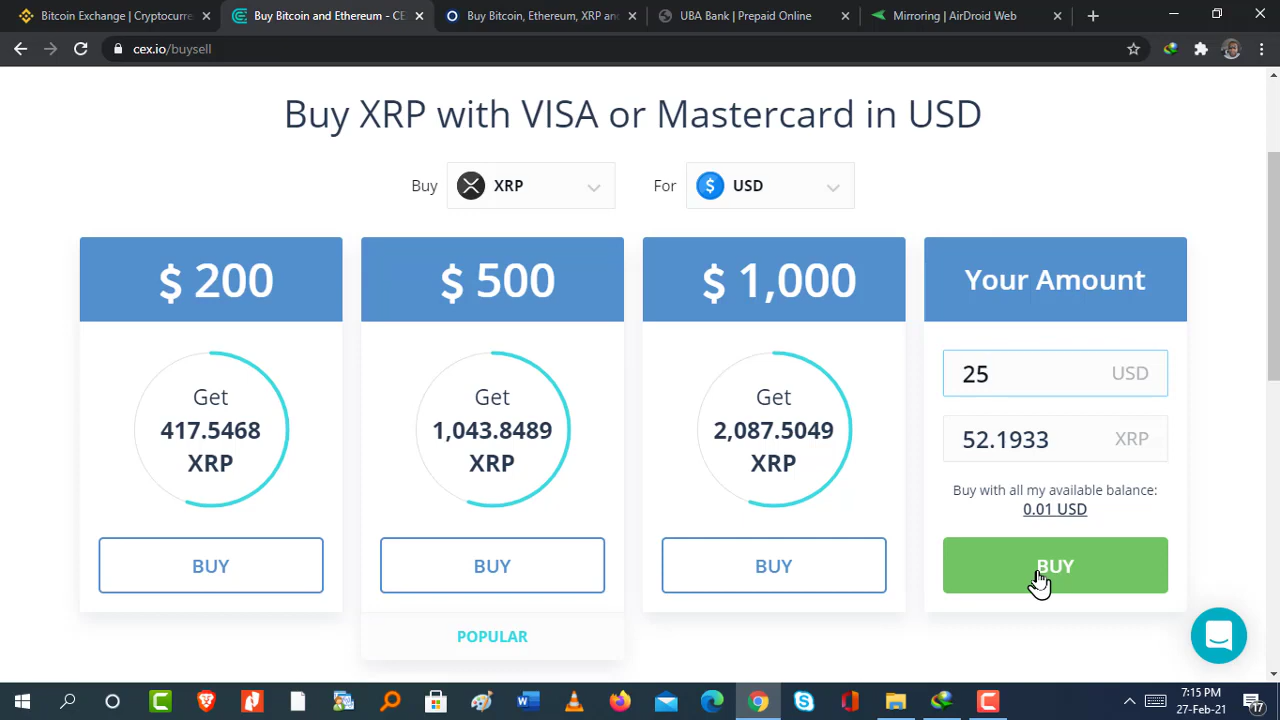 Bitcoin Exchange | Cryptocurre
Buy Bitcoin and Ethereum - CE
Buy Bitcoin, Ethereum, XRP an
UBA Bank | Prepaid Online
Mirroring | AirDroid Web
cex.io/buysell
Buy XRP with VISA or Mastercard in USD
Buy XRP For USD
$ 200
$ 500
$ 1,000
Your Amount
Get
417.5468
XRP
Get
1,043.8489
XRP
Get
2,087.5049
XRP
25 USD
52.1933 XRP
Buy with all my available balance:
0.01 USD
BUY
BUY
BUY
BUY
POPULAR
7:15 PM
27-Feb-21
17